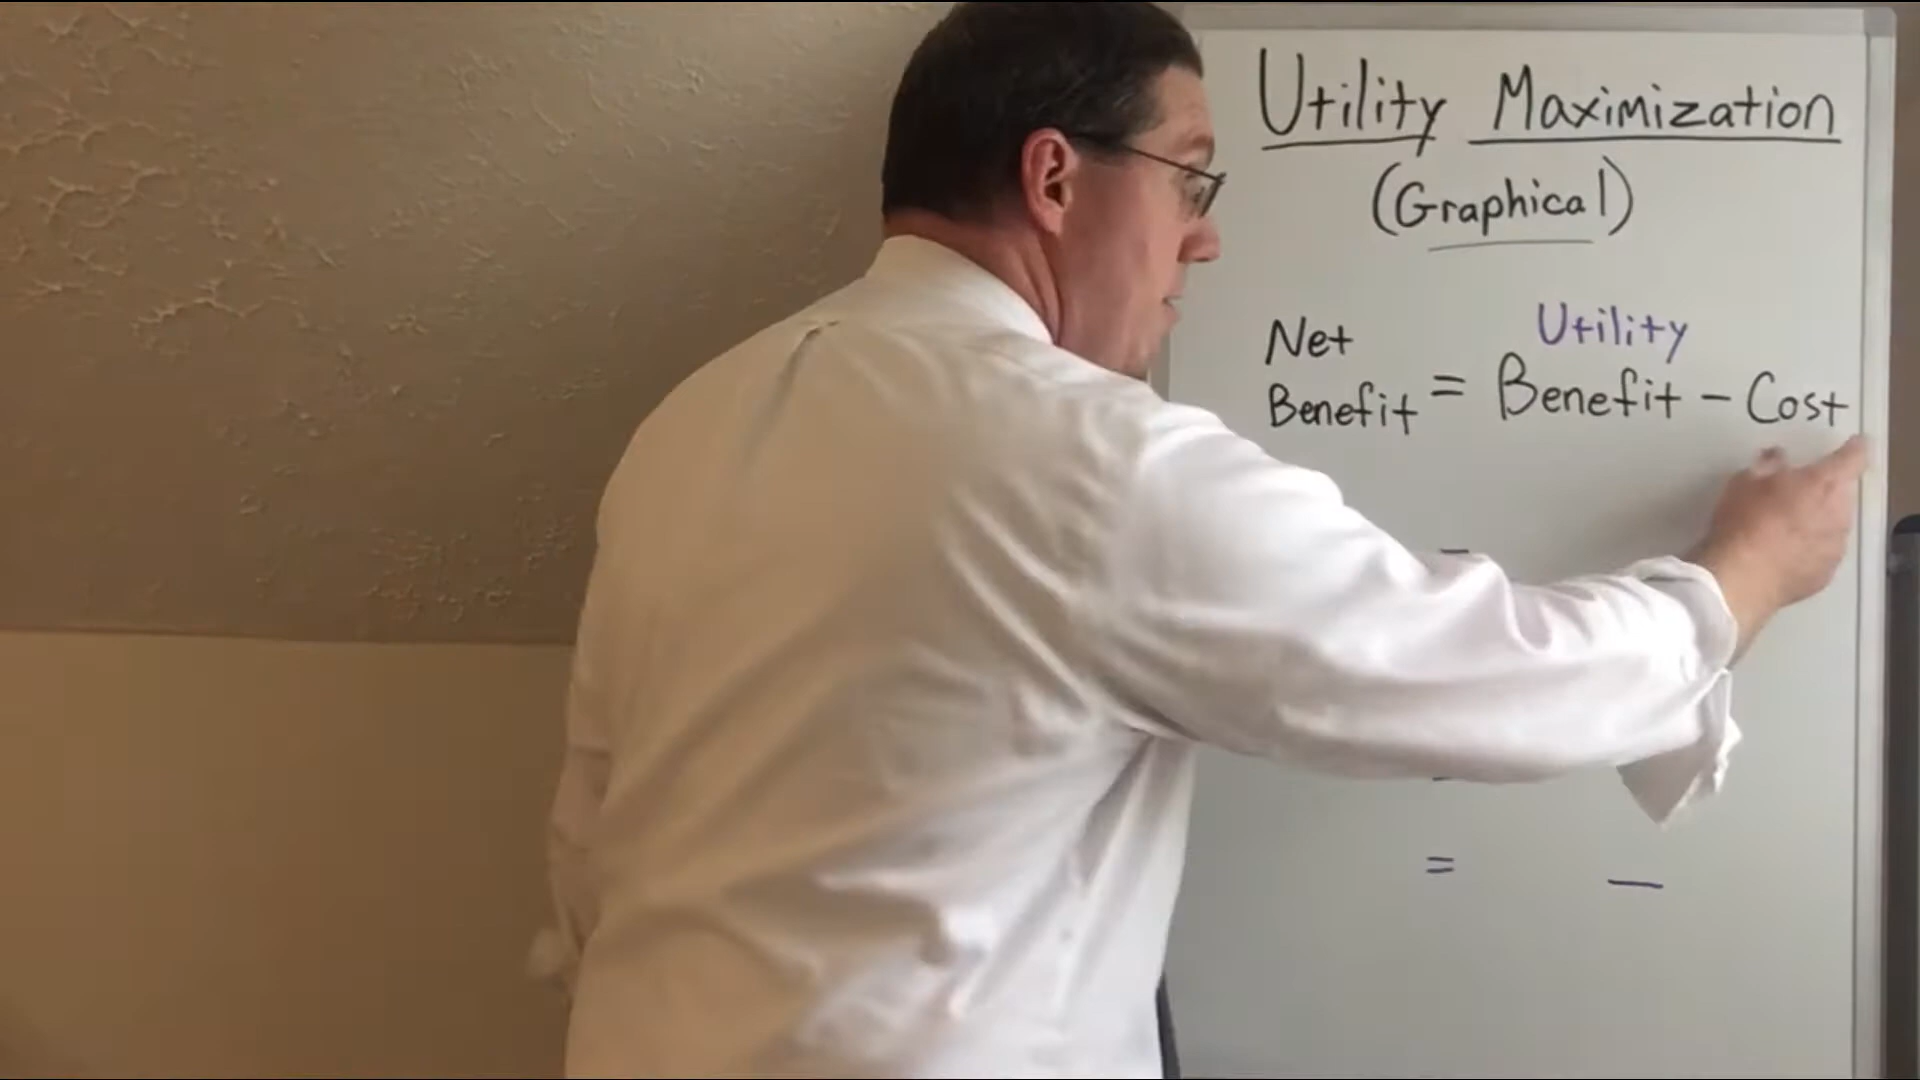 Utility Maximization
(Graphical)
Net Utility
Benefit = Benefit - Cost
=
= —